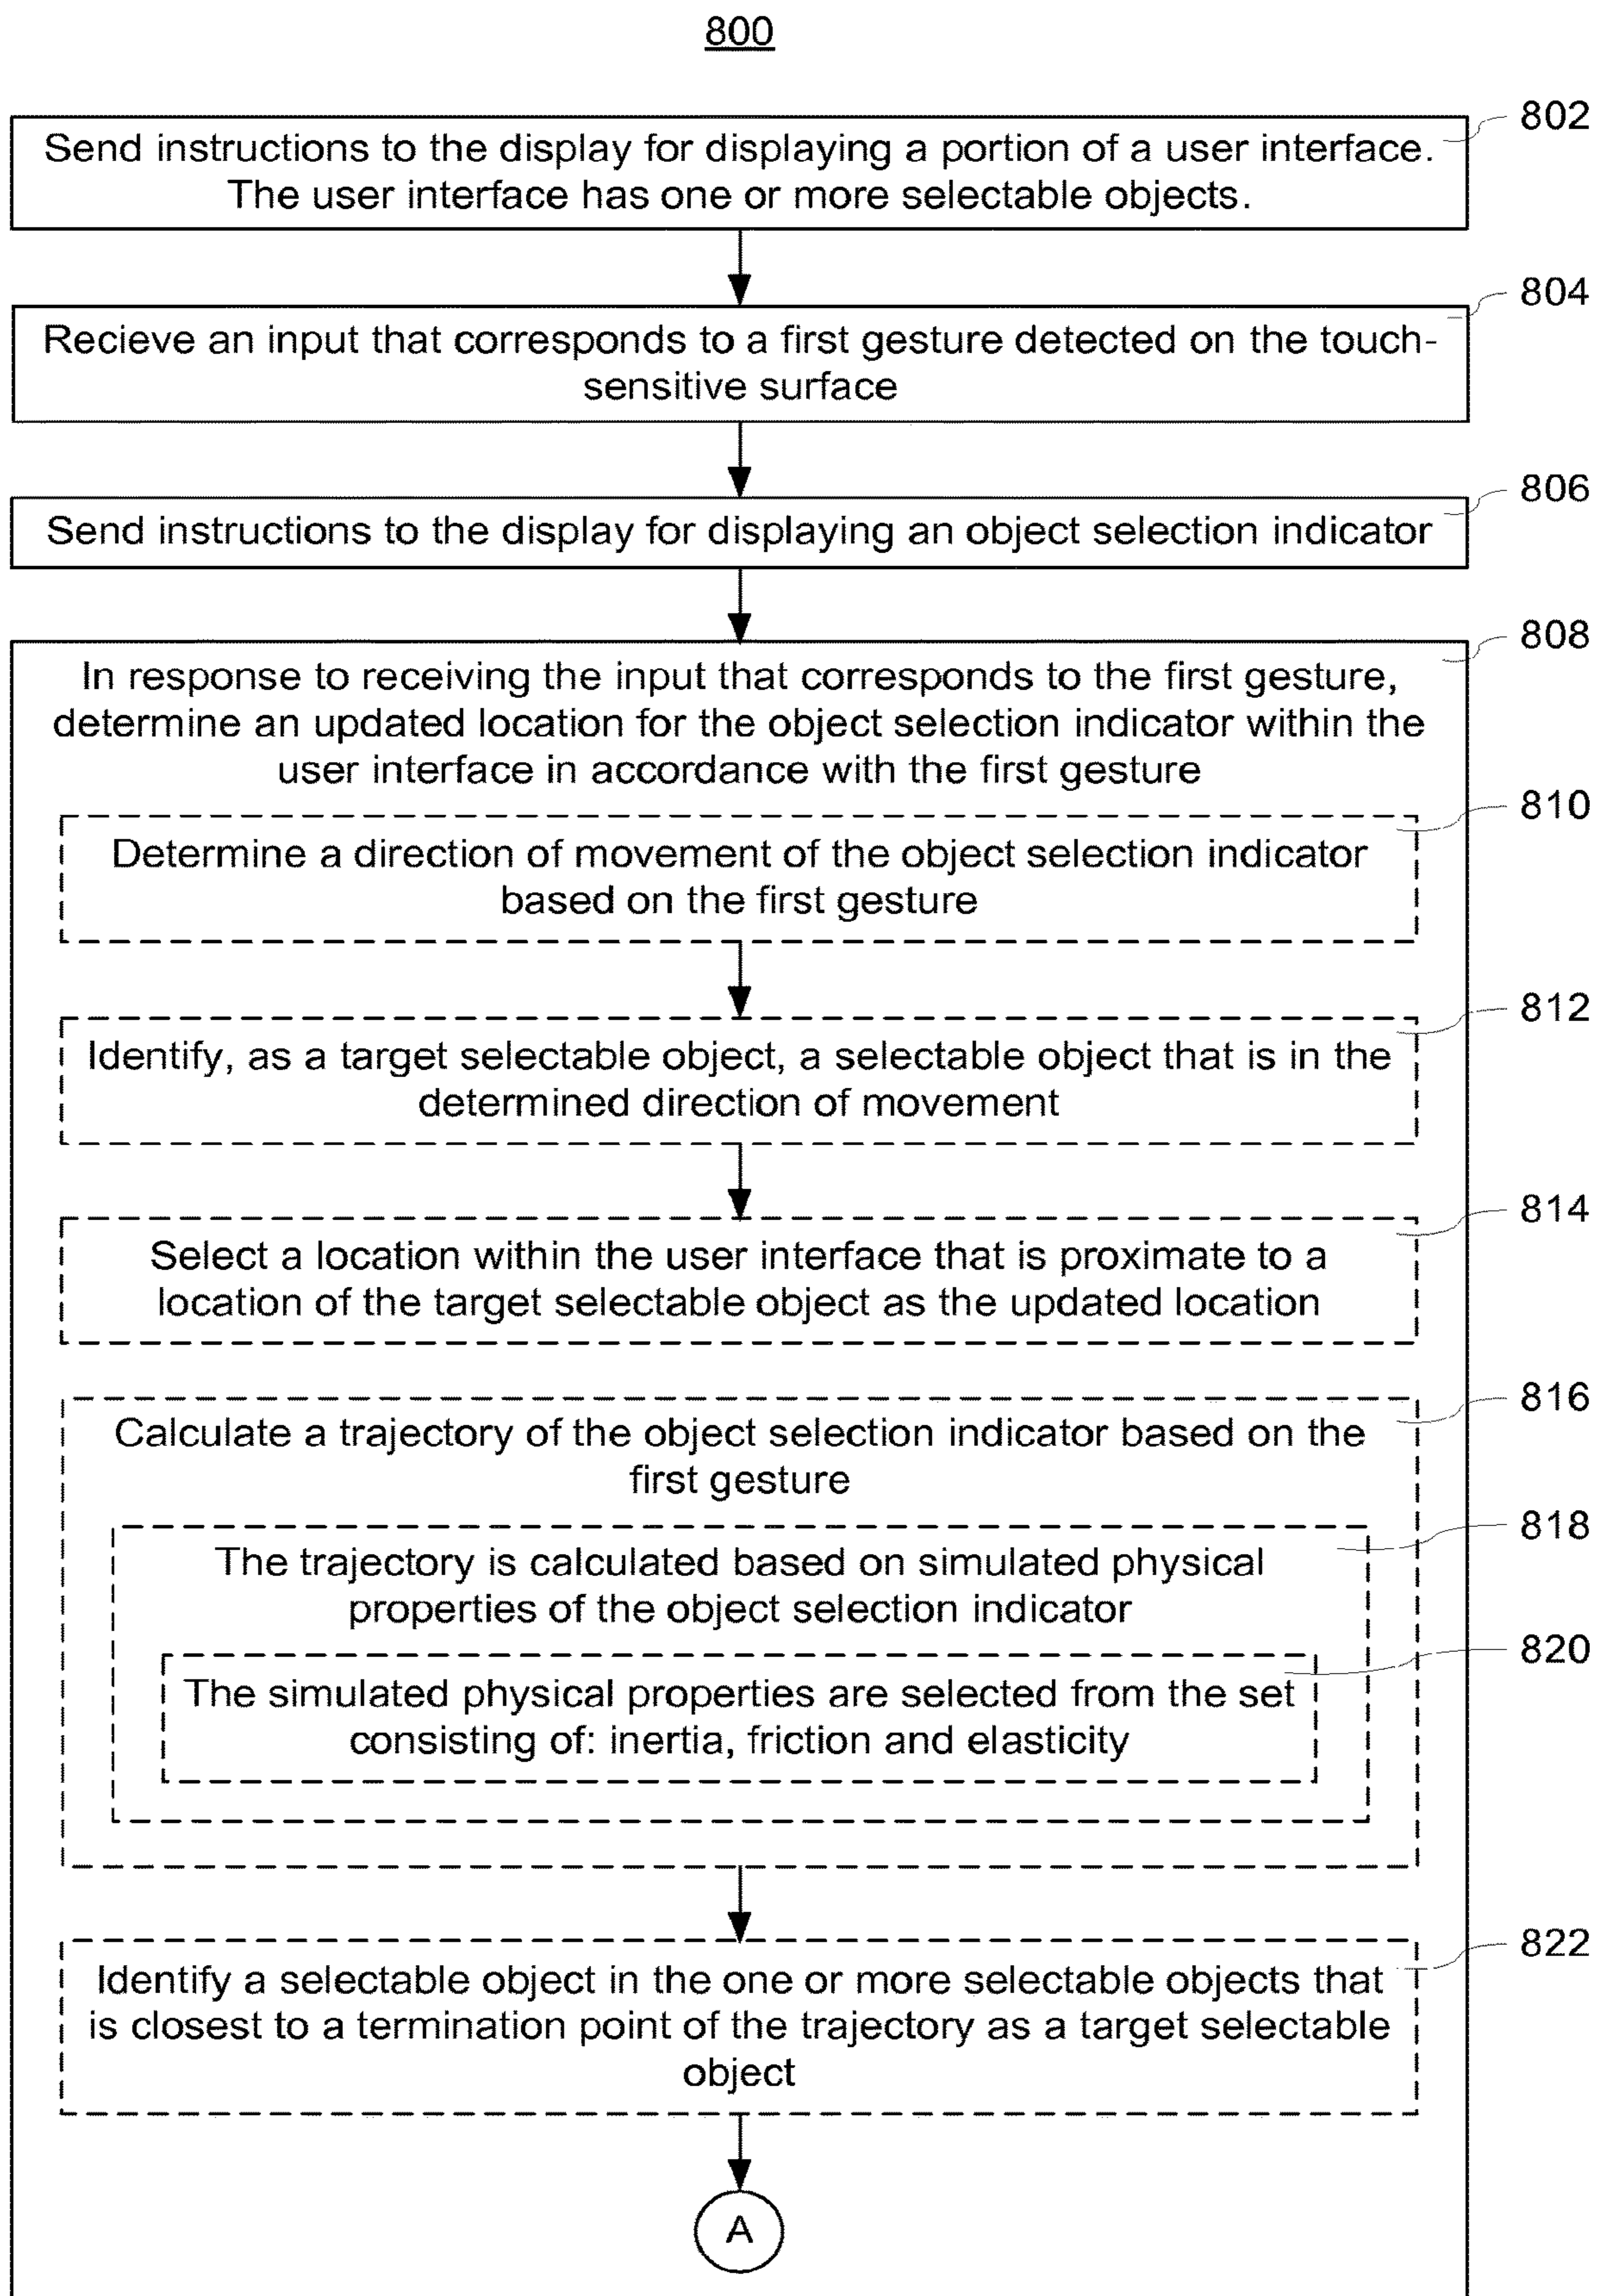 800
802
Send instructions to the display for displaying a portion of a user interface.
The user interface has one or more selectable objects.
804
Recieve an input that corresponds to a first gesture detected on the touch-
sensitive surface
806
Send instructions to the display for displaying an object selection indicator
808
In response to receiving the input that corresponds to the first gesture,
determine an updated location for the object selection indicator within the
user interface in accordance with the first gesture
810
Determine a direction of movement of the object selection indicator
based on the first gesture
812
Identify, as a target selectable object, a selectable object that is in the
determined direction of movement
814
Select a location within the user interface that is proximate to a
location of the target selectable object as the updated location
816
Calculate a trajectory of the object selection indicator based on the
first gesture
818
The trajectory is calculated based on simulated physical
properties of the object selection indicator
820
The simulated physical properties are selected from the set
consisting of: inertia, friction and elasticity
822
Identify a selectable object in the one or more selectable objects that
is closest to a termination point of the trajectory as a target selectable
object
A